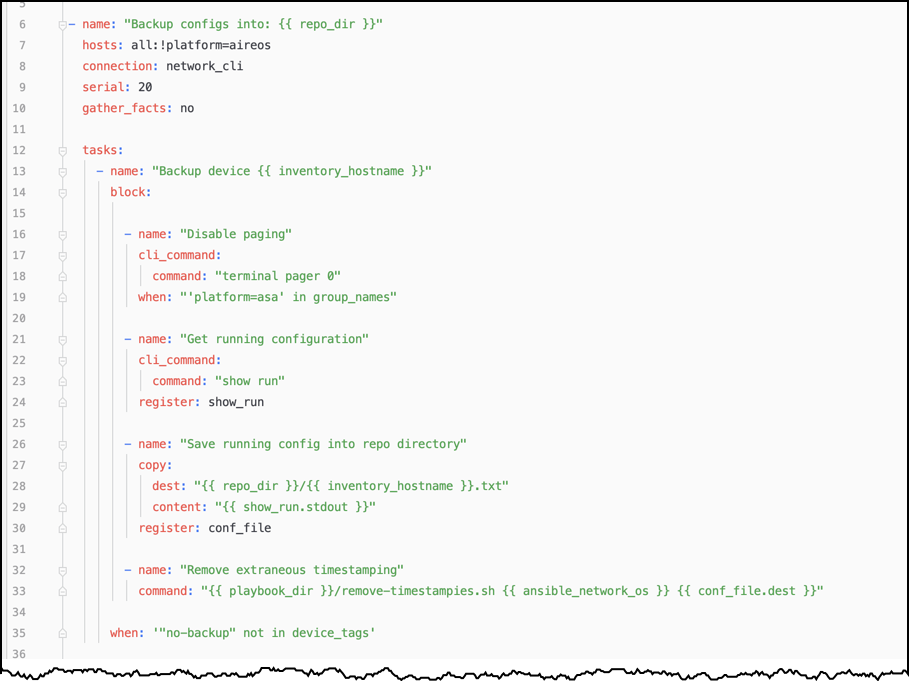 5
6 - name: "Backup configs into: {{ repo_dir }}"
7 hosts: all:!platform=aireos
8 connection: network_cli
9 serial: 20
10 gather_facts: no
11
12 tasks:
13 - name: "Backup device {{ inventory_hostname }}"
14 block:
15
16 - name: "Disable paging"
17 cli_command:
18 command: "terminal pager 0"
19 when: "'platform=asa' in group_names"
20
21 - name: "Get running configuration"
22 cli_command:
23 command: "show run"
24 register: show_run
25
26 - name: "Save running config into repo directory"
27 copy:
28 dest: "{{ repo_dir }}/{{ inventory_hostname }}.txt"
29 content: "{{ show_run.stdout }}"
30 register: conf_file
31
32 - name: "Remove extraneous timestamping"
33 command: "{{ playbook_dir }}/remove-timestampies.sh {{ ansible_network_os }} {{ conf_file.dest }}"
34
35 when: '"no-backup" not in device_tags'
36